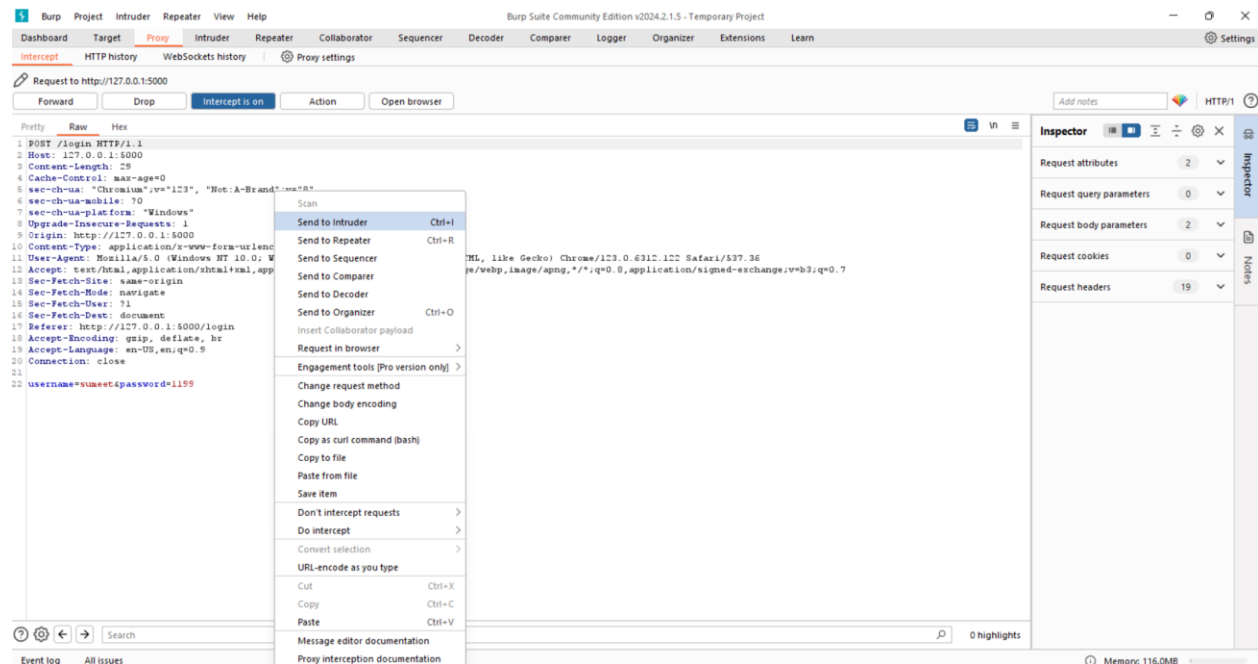 Burp Project Intruder Repeater View Help Burp Suite Community Edition v2024.2.1.5 - Temporary Project
Dashboard Target Proxy Intruder Repeater Collaborator Sequencer Decoder Comparer Logger Organizer Extensions Learn Settings
Intercept HTTP history WebSockets history Proxy settings
Request to http://127.0.0.1:5000
Forward Drop Intercept is on Action Open browser Add notes HTTP/1
Pretty Raw Hex \n
1 POST /login HTTP/1.1
2 Host: 127.0.0.1:5000
3 Content-Length: 29
4 Cache-Control: max-age=0
5 sec-ch-ua: "Chromium";v="123", "Not:A-Brand";v="8"
6 sec-ch-ua-mobile: ?0
7 sec-ch-ua-platform: "Windows"
8 Upgrade-Insecure-Requests: 1
9 Origin: http://127.0.0.1:5000
10 Content-Type: application/x-www-form-urlenc
11 User-Agent: Mozilla/5.0 (Windows NT 10.0; W ML, like Gecko) Chrome/123.0.6312.122 Safari/537.36
12 Accept: text/html,application/xhtml+xml,app ge/webp,image/apng,*/*;q=0.8,application/signed-exchange;v=b3;q=0.7
13 Sec-Fetch-Site: same-origin
14 Sec-Fetch-Mode: navigate
15 Sec-Fetch-User: ?1
16 Sec-Fetch-Dest: document
17 Referer: http://127.0.0.1:5000/login
18 Accept-Encoding: gzip, deflate, br
19 Accept-Language: en-US,en;q=0.9
20 Connection: close
21
22 username=sumeet&password=1199
Scan
Send to Intruder Ctrl+I
Send to Repeater Ctrl+R
Send to Sequencer
Send to Comparer
Send to Decoder
Send to Organizer Ctrl+O
Insert Collaborator payload
Request in browser
Engagement tools [Pro version only]
Change request method
Change body encoding
Copy URL
Copy as curl command (bash)
Copy to file
Paste from file
Save item
Don't intercept requests
Do intercept
Convert selection
URL-encode as you type
Cut Ctrl+X
Copy Ctrl+C
Paste Ctrl+V
Message editor documentation
Proxy interception documentation
Inspector
Request attributes 2
Request query parameters 0
Request body parameters 2
Request cookies 0
Request headers 19
Inspector
Notes
Search 0 highlights
Event log All issues Memory: 116.0MB